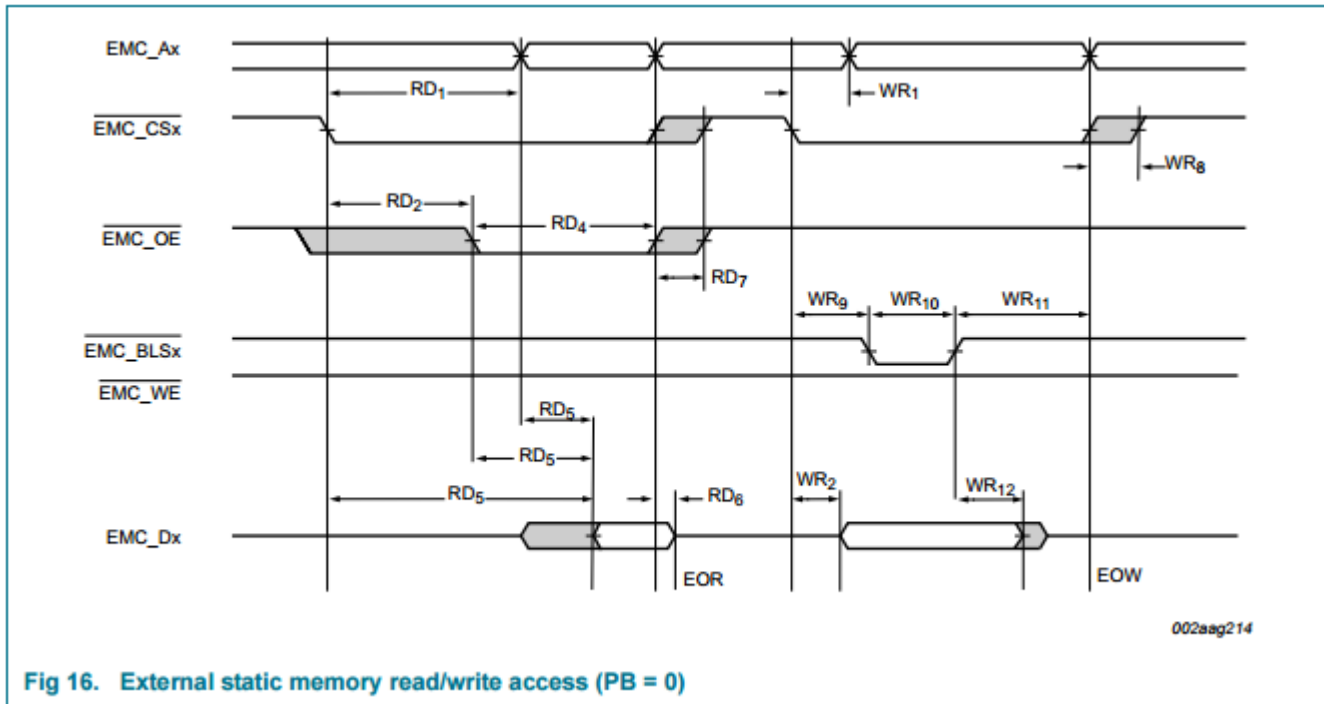 EMC_Ax
RD1
WR1
EMC_CSx
WR8
RD2
RD4
EMC_OE
RD7
WR9
WR10
WR11
EMC_BLSx
EMC_WE
RD5
RD5
RD5
RD6
WR2
WR12
EMC_Dx
EOR
EOW
002aag214
Fig 16. External static memory read/write access (PB = 0)